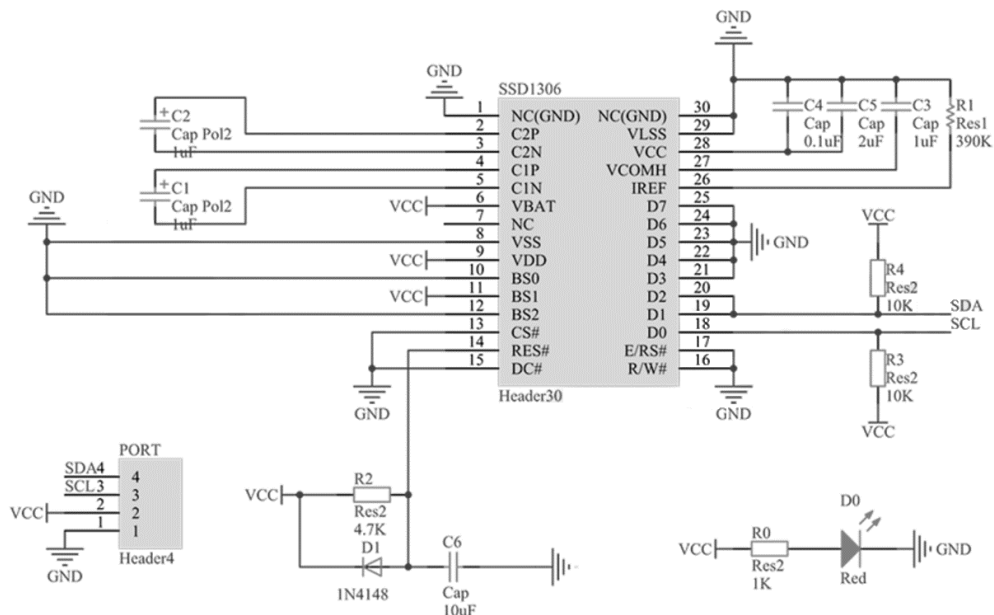 GND
GND
SSD1306
1 NC(GND) NC(GND) 30
2 C2P VLSS 29
3 C2N VCC 28
4 C1P VCOMH 27
5 C1N IREF 26
6 VBAT D7 25
7 NC D6 24
8 VSS D5 23
9 VDD D4 22
10 BS0 D3 21
11 BS1 D2 20
12 BS2 D1 19
13 CS# D0 18
14 RES# E/RS# 17
15 DC# R/W# 16
Header30
C2
Cap Pol2
1uF
C1
Cap Pol2
1uF
GND
VCC
VCC
VCC
GND
C4
Cap
0.1uF
C5
Cap
2uF
C3
Cap
1uF
R1
Res1
390K
GND
VCC
R4
Res2
10K
SDA
SCL
R3
Res2
10K
VCC
GND
PORT
SDA4 4
SCL3 3
VCC 2 2
1 1
GND
Header4
VCC
R2
Res2
4.7K
D1
1N4148
C6
Cap
10uF
VCC
R0
Res2
1K
D0
Red
GND